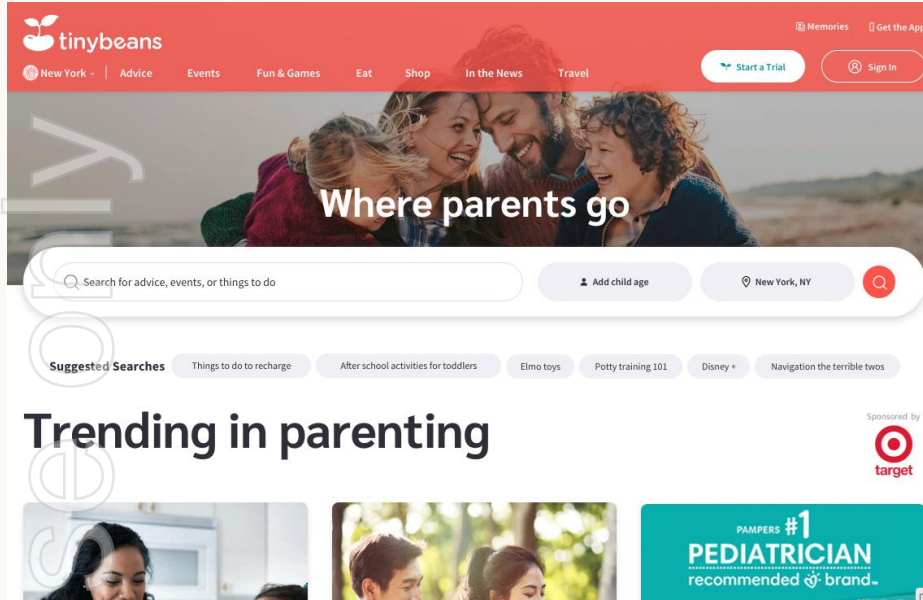 Memories Get the App
tinybeans
New York Advice Events Fun & Games Eat Shop In the News Travel
Start a Trial Sign In
Where parents go
Search for advice, events, or things to do Add child age New York, NY
Suggested Searches Things to do to recharge After school activities for toddlers Elmo toys Potty training 101 Disney + Navigation the terrible twos
Trending in parenting
Sponsored by
target
PAMPERS #1
PEDIATRICIAN
recommended brand
se only